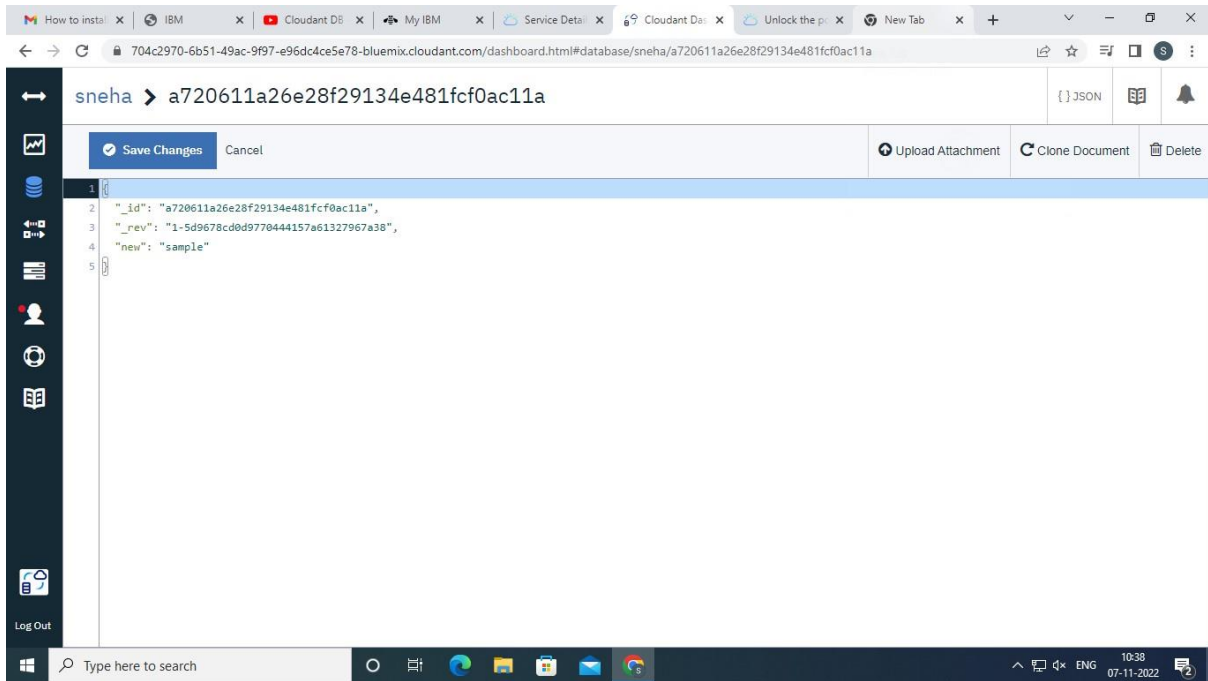 How to instal
IBM
Cloudant DB
My IBM
Service Detai
Cloudant Das
Unlock the po
New Tab
704c2970-6b51-49ac-9f97-e96dc4ce5e78-bluemix.cloudant.com/dashboard.html#database/sneha/a720611a26e28f29134e481fcf0ac11a
S
sneha > a720611a26e28f29134e481fcf0ac11a
{ } JSON
Save Changes
Cancel
Upload Attachment
Clone Document
Delete
1 {
2 "_id": "a720611a26e28f29134e481fcf0ac11a",
3 "_rev": "1-5d9678cd0d9770444157a61327967a38",
4 "new": "sample"
5 }
Log Out
Type here to search
ENG
10:38
07-11-2022
2